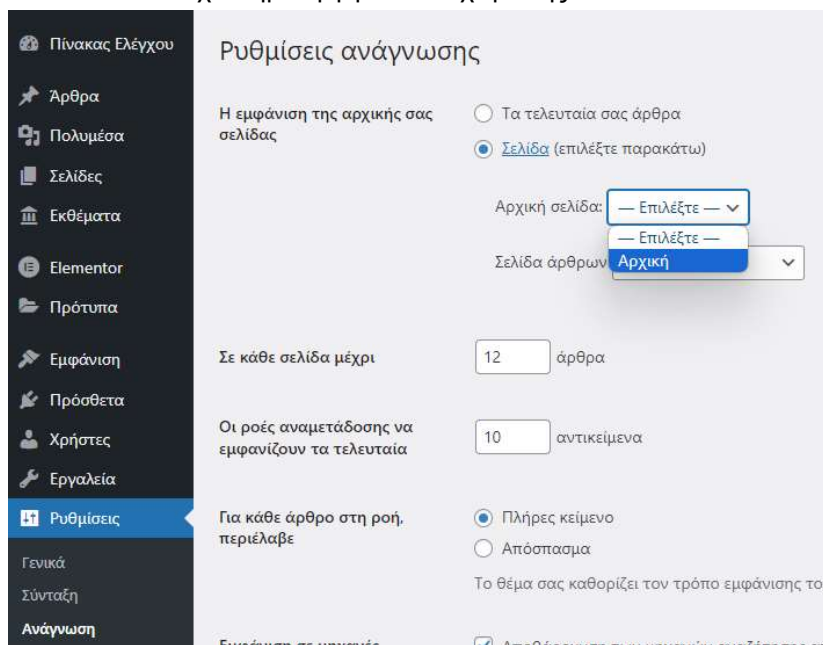 Πίνακας Ελέγχου
Άρθρα
Πολυμέσα
Σελίδες
Εκθέματα
Elementor
Πρότυπα
Εμφάνιση
Πρόσθετα
Χρήστες
Εργαλεία
Ρυθμίσεις
Γενικά
Σύνταξη
Ανάγνωση
Ρυθμίσεις ανάγνωσης
Η εμφάνιση της αρχικής σας
σελίδας
Τα τελευταία σας άρθρα
Σελίδα (επιλέξτε παρακάτω)
Αρχική σελίδα: — Επιλέξτε —
— Επιλέξτε —
Αρχική
Σελίδα άρθρων
Σε κάθε σελίδα μέχρι
12 άρθρα
Οι ροές αναμετάδοσης να
εμφανίζουν τα τελευταία
10 αντικείμενα
Για κάθε άρθρο στη ροή,
περιέλαβε
Πλήρες κείμενο
Απόσπασμα
Το θέμα σας καθορίζει τον τρόπο εμφάνισης το